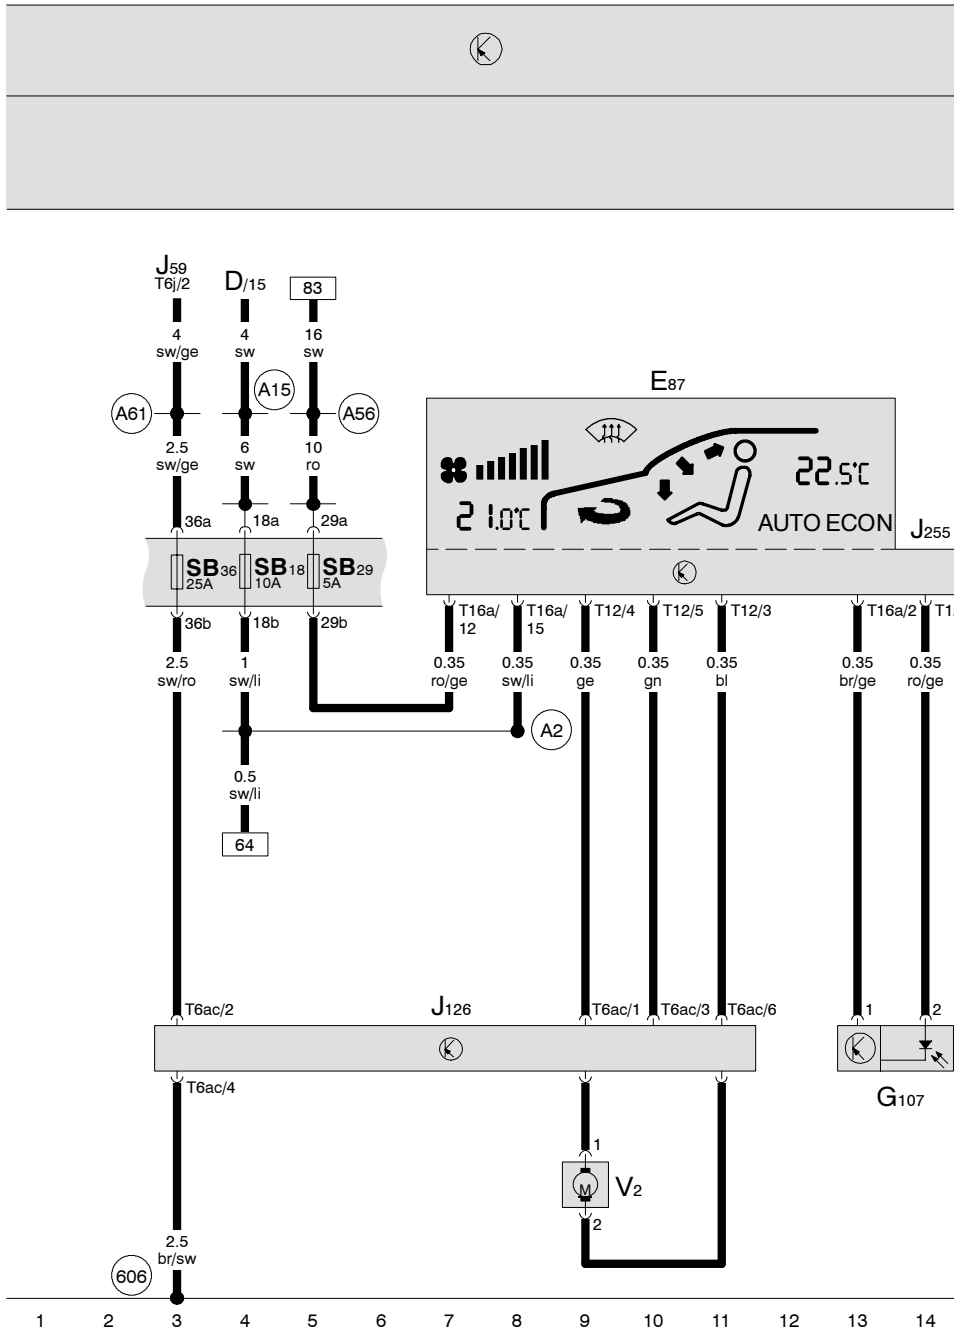 J59
T6j/2
D/15
83
4
sw/ge
4
sw
16
sw
A61
A15
A56
2.5
sw/ge
6
sw
10
ro
36a
18a
29a
SB36
25A
SB18
10A
SB29
5A
36b
18b
29b
2.5
sw/ro
1
sw/li
E87
22.5°C
21.0°C
AUTO ECON
J255
T16a/
12
T16a/
15
T12/4
T12/5
T12/3
T16a/2
0.35
ro/ge
0.35
sw/li
0.35
ge
0.35
gn
0.35
bl
0.35
br/ge
0.35
ro/ge
A2
0.5
sw/li
64
T6ac/2
J126
T6ac/1
T6ac/3
T6ac/6
1
2
T6ac/4
G107
1
M
V2
2
2.5
br/sw
606
1 2 3 4 5 6 7 8 9 10 11 12 13 14